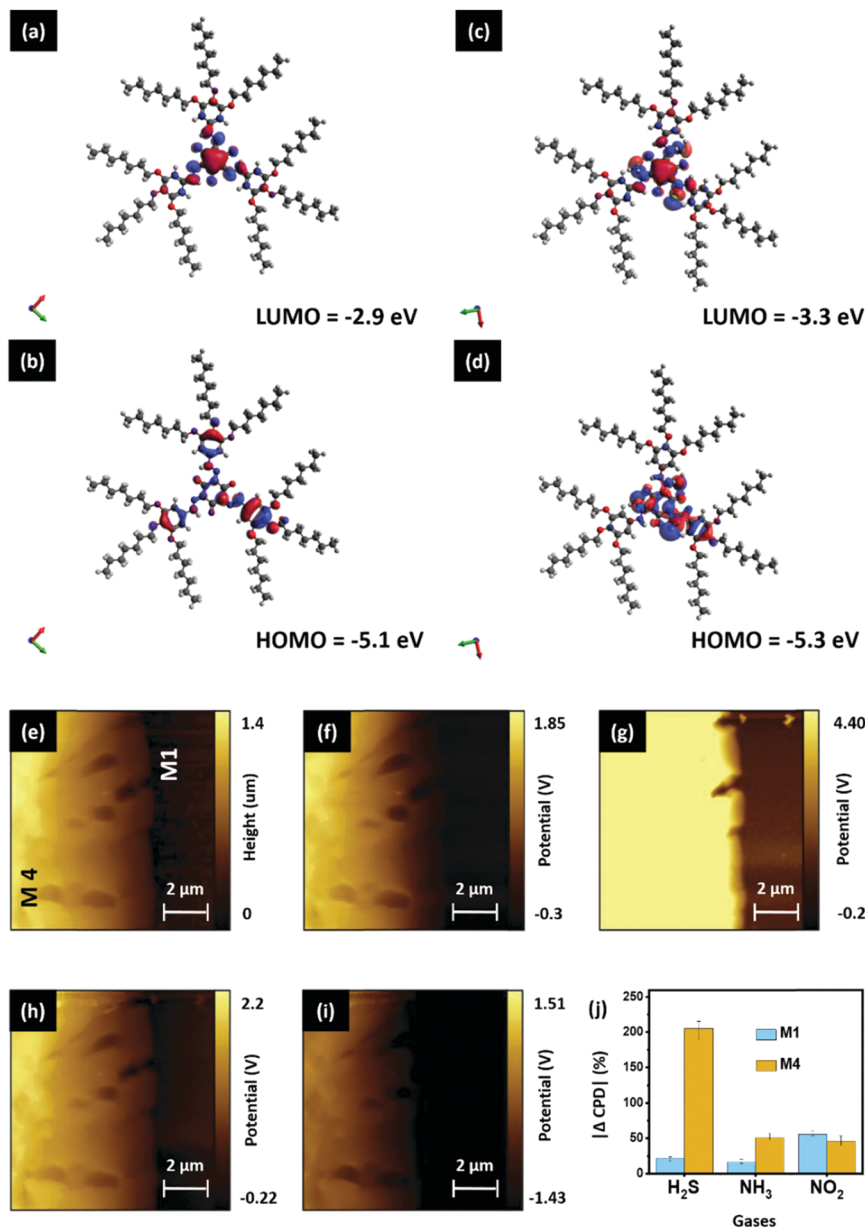 (a)
(c)
LUMO = -2.9 eV
LUMO = -3.3 eV
(b)
(d)
HOMO = -5.1 eV
HOMO = -5.3 eV
(e)
M1
M 4
2 μm
1.4
Height (um)
0
(f)
2 μm
1.85
Potential (V)
-0.3
(g)
2 μm
4.40
Potential (V)
-0.2
(h)
2 μm
2.2
Potential (V)
-0.22
(i)
2 μm
1.51
Potential (V)
-1.43
(j)
|Δ CPD| (%)
250
200
150
100
50
0
M1
M4
H₂S NH₃ NO₂
Gases